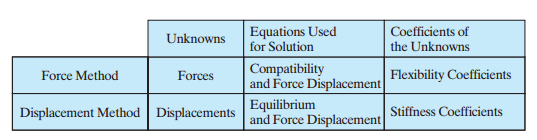 Unknowns
Equations Used
for Solution
Coefficients of
the Unknowns
Force Method
Forces
Compatibility
and Force Displacement
Flexibility Coefficients
Displacement Method
Displacements
Equilibrium
and Force Displacement
Stiffness Coefficients